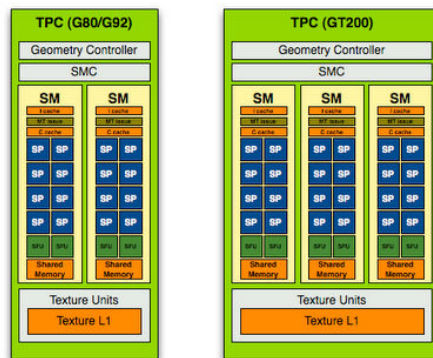 TPC (G80/G92)
Geometry Controller
SMC
SM SM
I cache I cache
MT issue MT issue
C cache C cache
SP SP SP SP
SP SP SP SP
SP SP SP SP
SP SP SP SP
SFU SFU SFU SFU
Shared Memory Shared Memory
Texture Units
Texture L1
TPC (GT200)
Geometry Controller
SMC
SM SM SM
I cache I cache I cache
MT issue MT issue MT issue
C cache C cache C cache
SP SP SP SP SP SP
SP SP SP SP SP SP
SP SP SP SP SP SP
SP SP SP SP SP SP
SFU SFU SFU SFU SFU SFU
Shared Memory Shared Memory Shared Memory
Texture Units
Texture L1